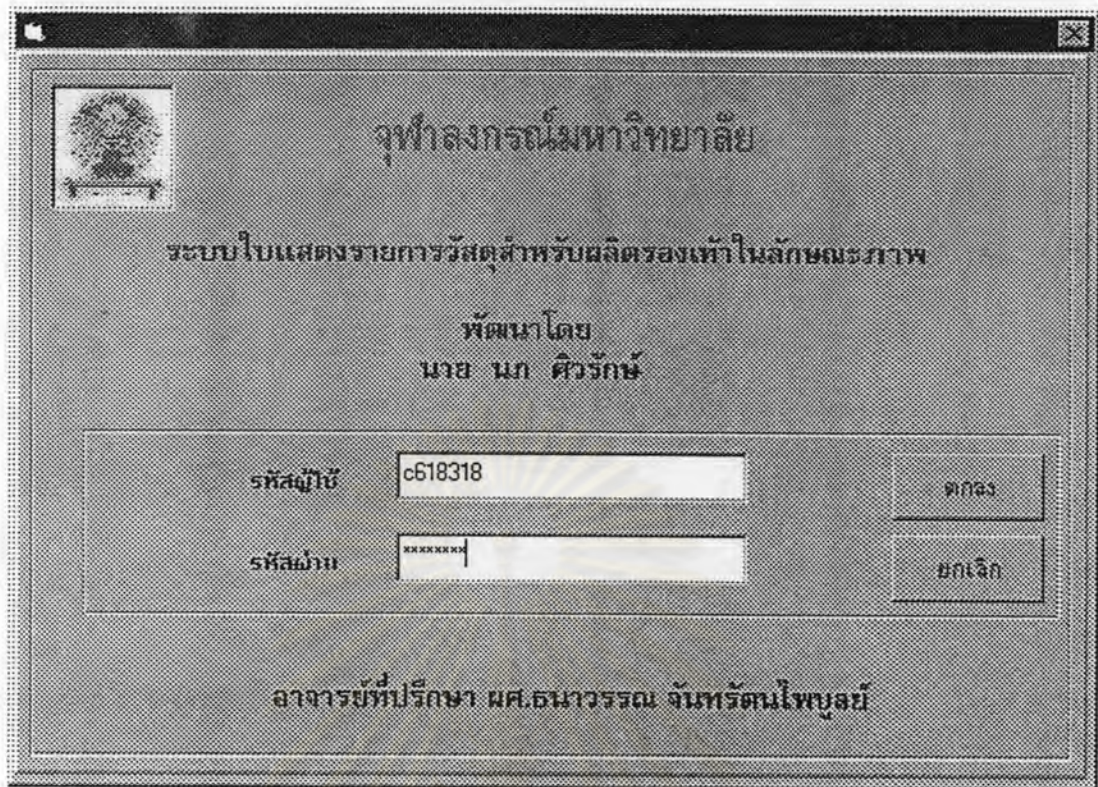 จุฬาลงกรณ์มหาวิทยาลัย
ระบบใบแสดงรายการวัสดุสำหรับผลิตรองเท้าในลักษณะภาพ
พัฒนาโดย
นาย นภ ศิวรักษ์
รหัสผู้ใช้ c618318 ตกลง
รหัสผ่าน ******** ยกเลิก
อาจารย์ที่ปรึกษา ผศ.ธนาวรรณ จันทรัตนไพบูลย์